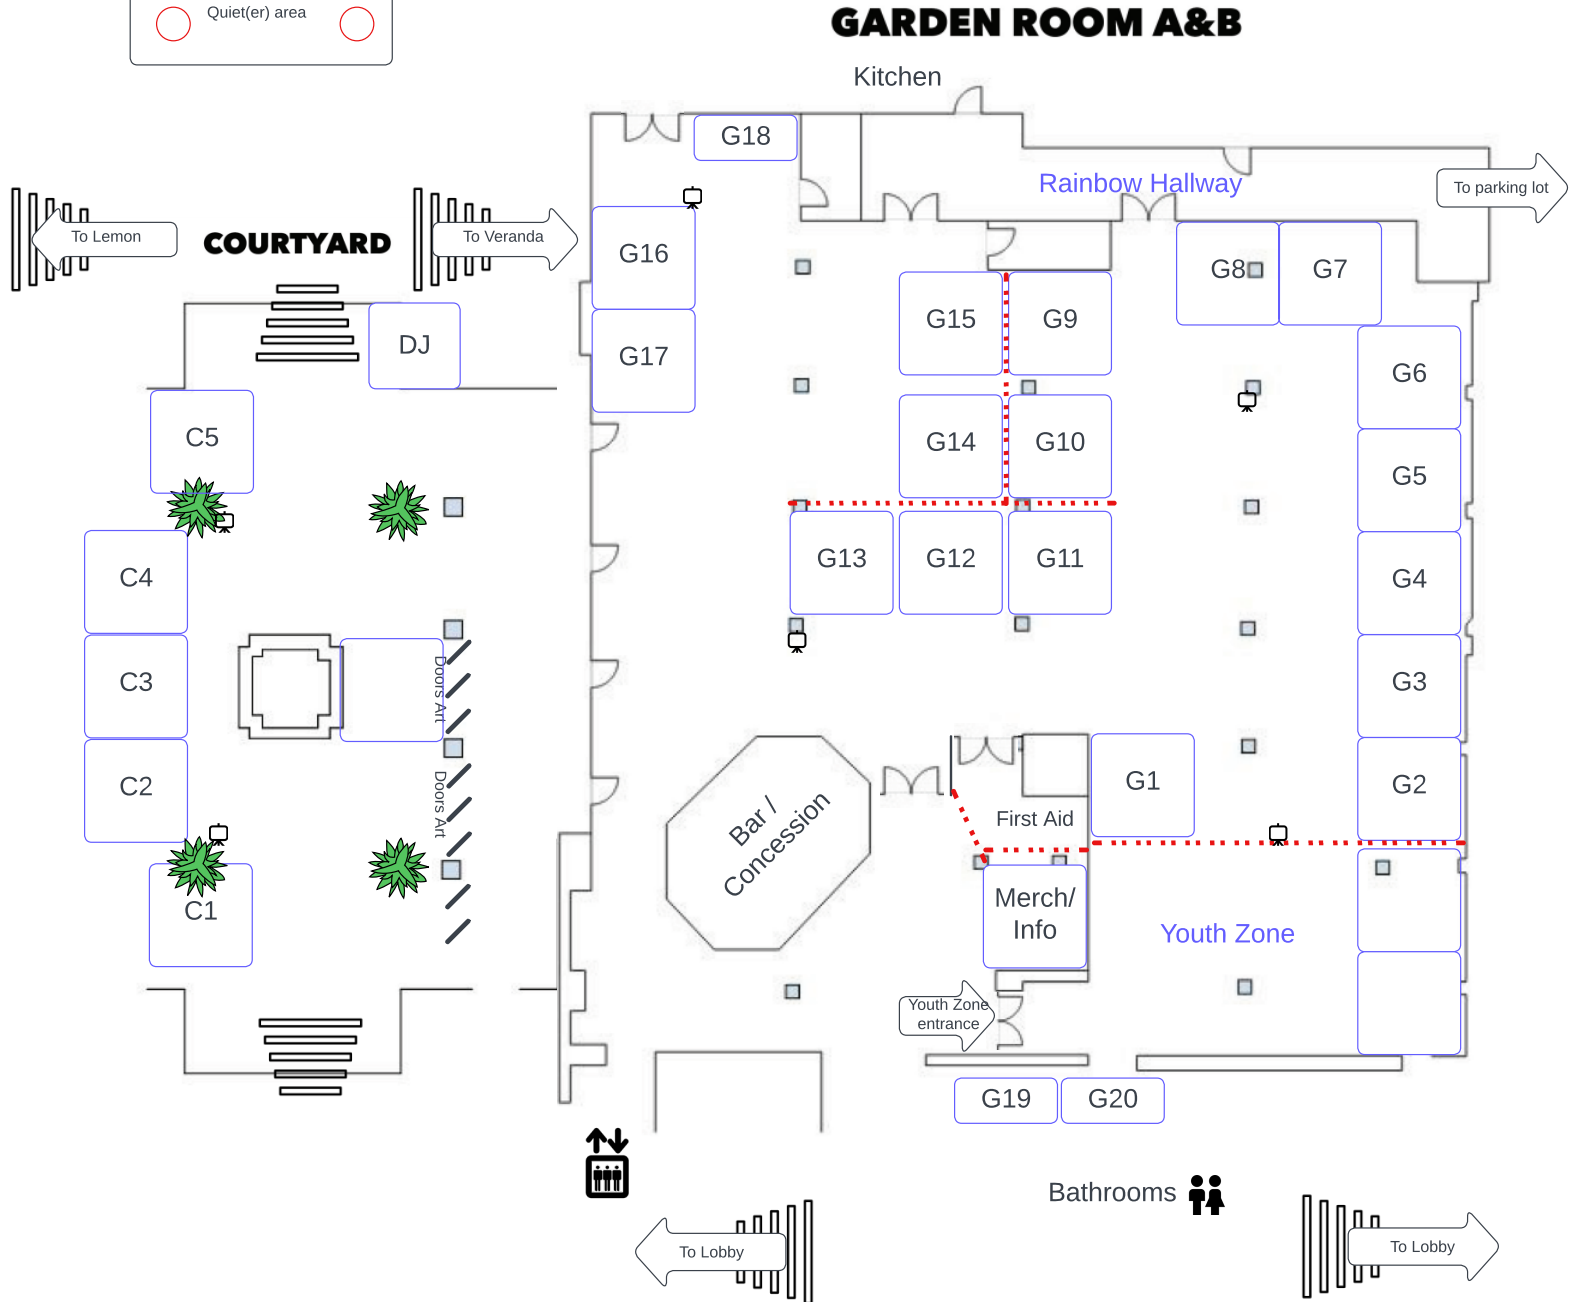 Quiet(er) area
GARDEN ROOM A&B
Kitchen
G18
Rainbow Hallway
To parking lot
To Lemon
COURTYARD
To Veranda
G16
G8
G7
G15
G9
G17
DJ
G6
C5
G14
G10
G5
C4
G13
G12
G11
G4
C3
Doors Art
G3
C2
Doors Art
Bar /
Concession
G1
G2
First Aid
C1
Merch/
Info
Youth Zone
Youth Zone
entrance
G19
G20
Bathrooms
To Lobby
To Lobby